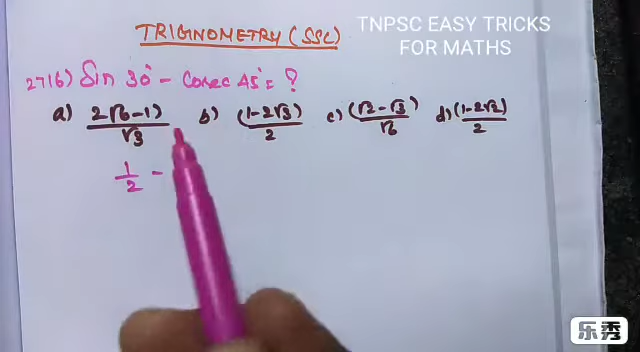 TNPSC EASY TRICKS
FOR MATHS
TRIGNOMETRY (SSC)
2716) Sin 30° - Cosec 45° = ?
a) (2√6-1)/√3 b) (1-2√3)/2 c) (√2-√3)/√6 d) (1-2√2)/2
1/2 -
乐秀